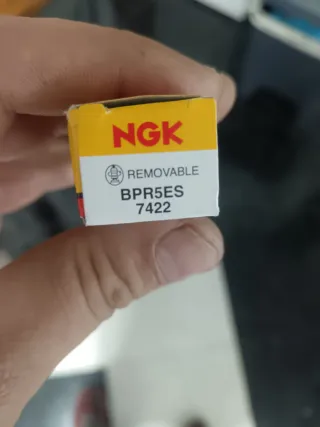 NGK
REMOVABLE
BPR5ES
7422